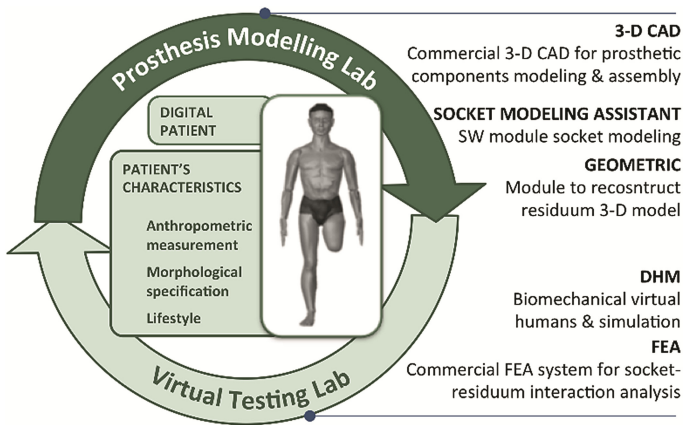 Prosthesis Modelling Lab
DIGITAL
PATIENT
PATIENT'S
CHARACTERISTICS
Anthropometric
measurement
Morphological
specification
Lifestyle
Virtual Testing Lab
3-D CAD
Commercial 3-D CAD for prosthetic
components modeling & assembly
SOCKET MODELING ASSISTANT
SW module socket modeling
GEOMETRIC
Module to recosntruct
residuum 3-D model
DHM
Biomechanical virtual
humans & simulation
FEA
Commercial FEA system for socket-
residuum interaction analysis